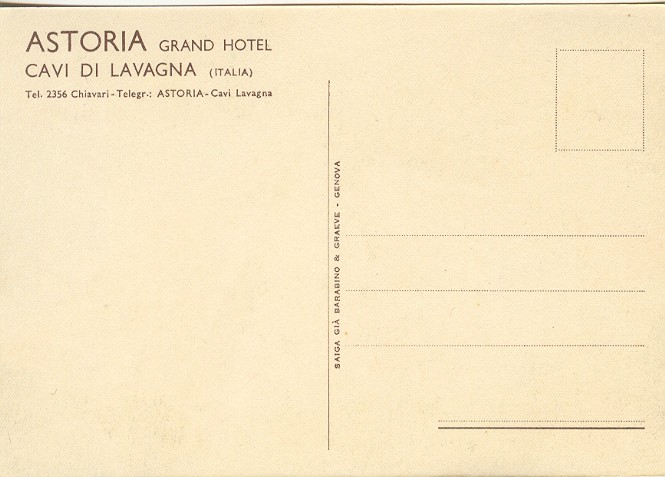 ASTORIA GRAND HOTEL
CAVI DI LAVAGNA (ITALIA)
Tel. 2356 Chiavari - Telegr.: ASTORIA - Cavi Lavagna
SAIGA GIÀ BARABINO & GRAEVE - GENOVA